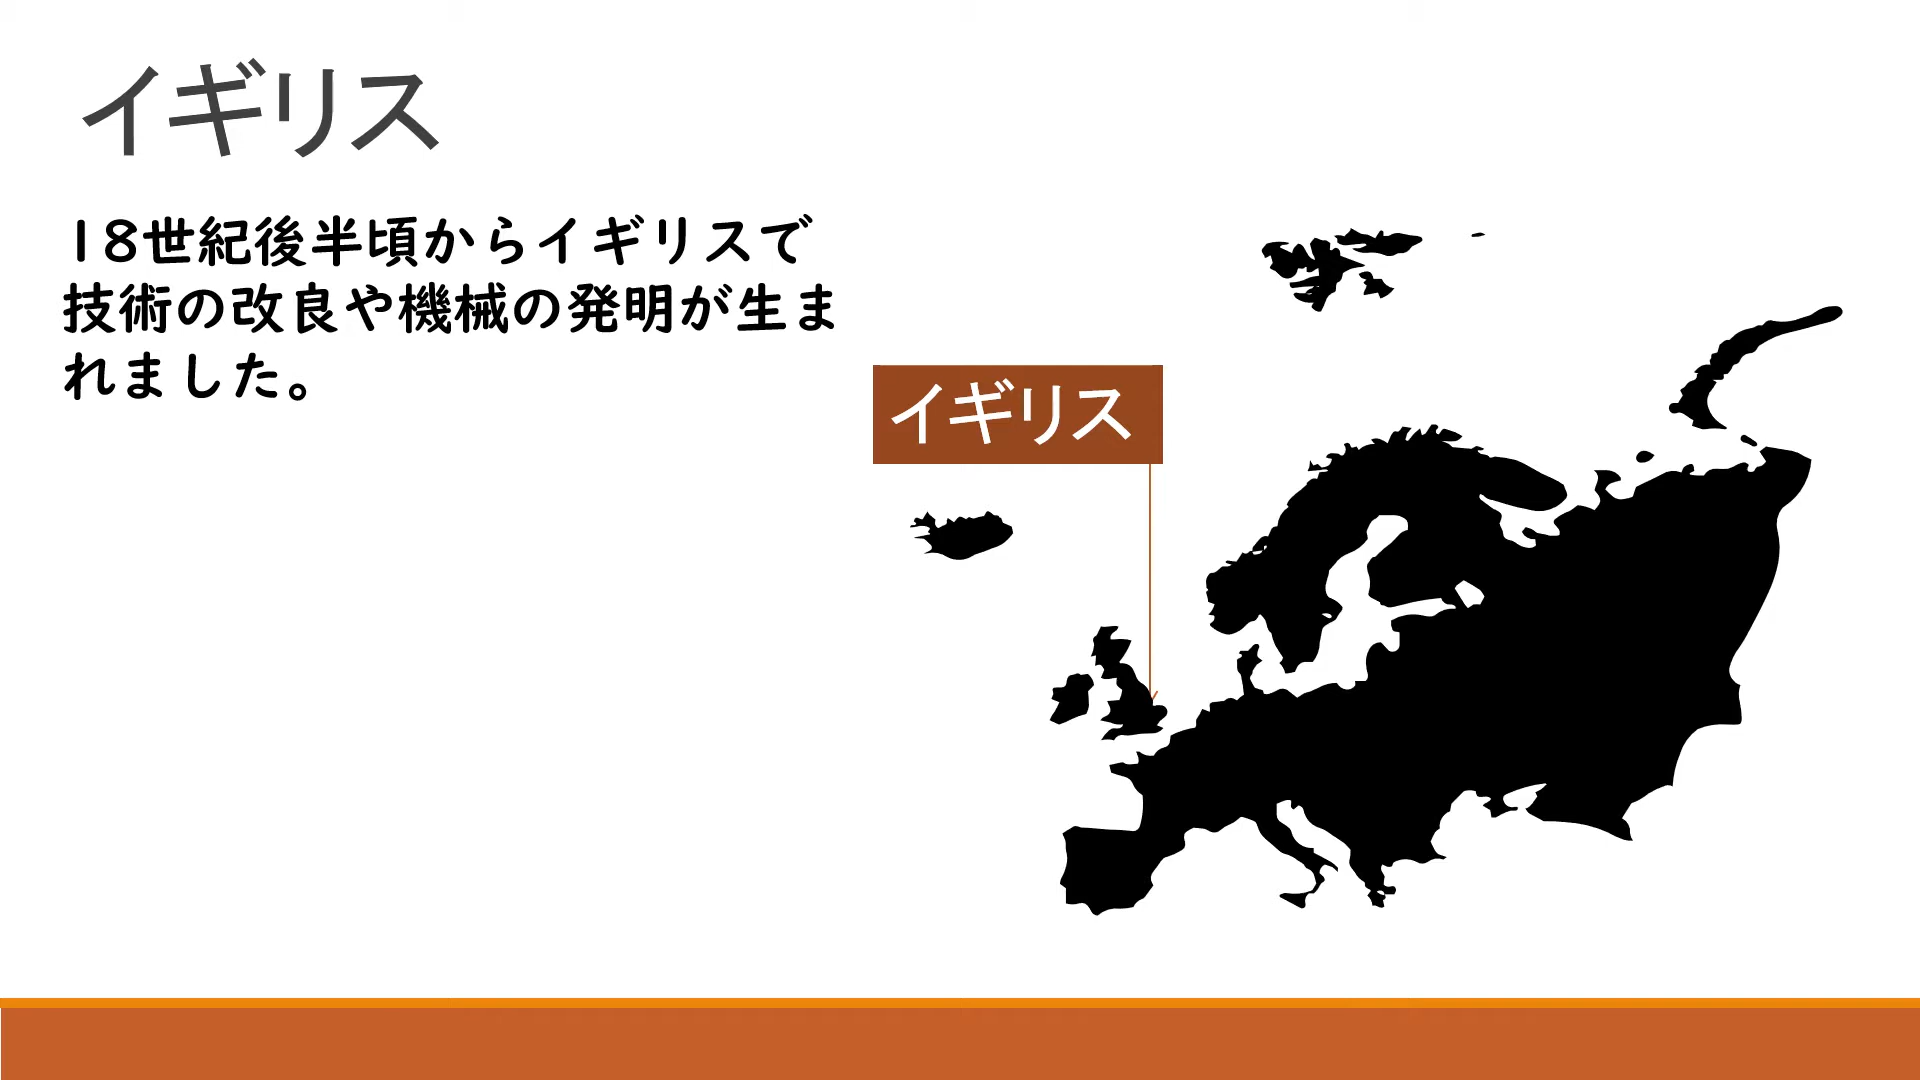 イギリス
18世紀後半頃からイギリスで
技術の改良や機械の発明が生ま
れました。
イギリス